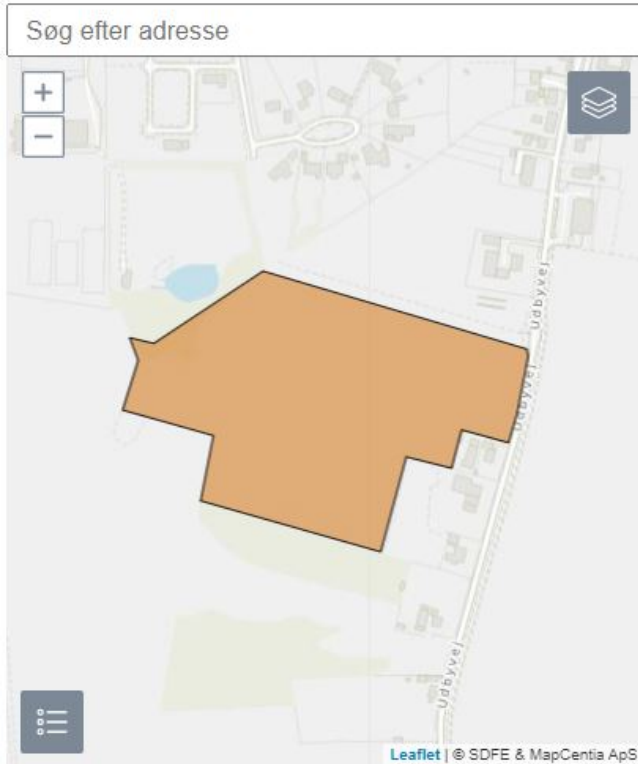 Søg efter adresse
+
−
Udbyvej
Udbyvej
Udbyvej
Leaflet | © SDFE & MapCentia ApS